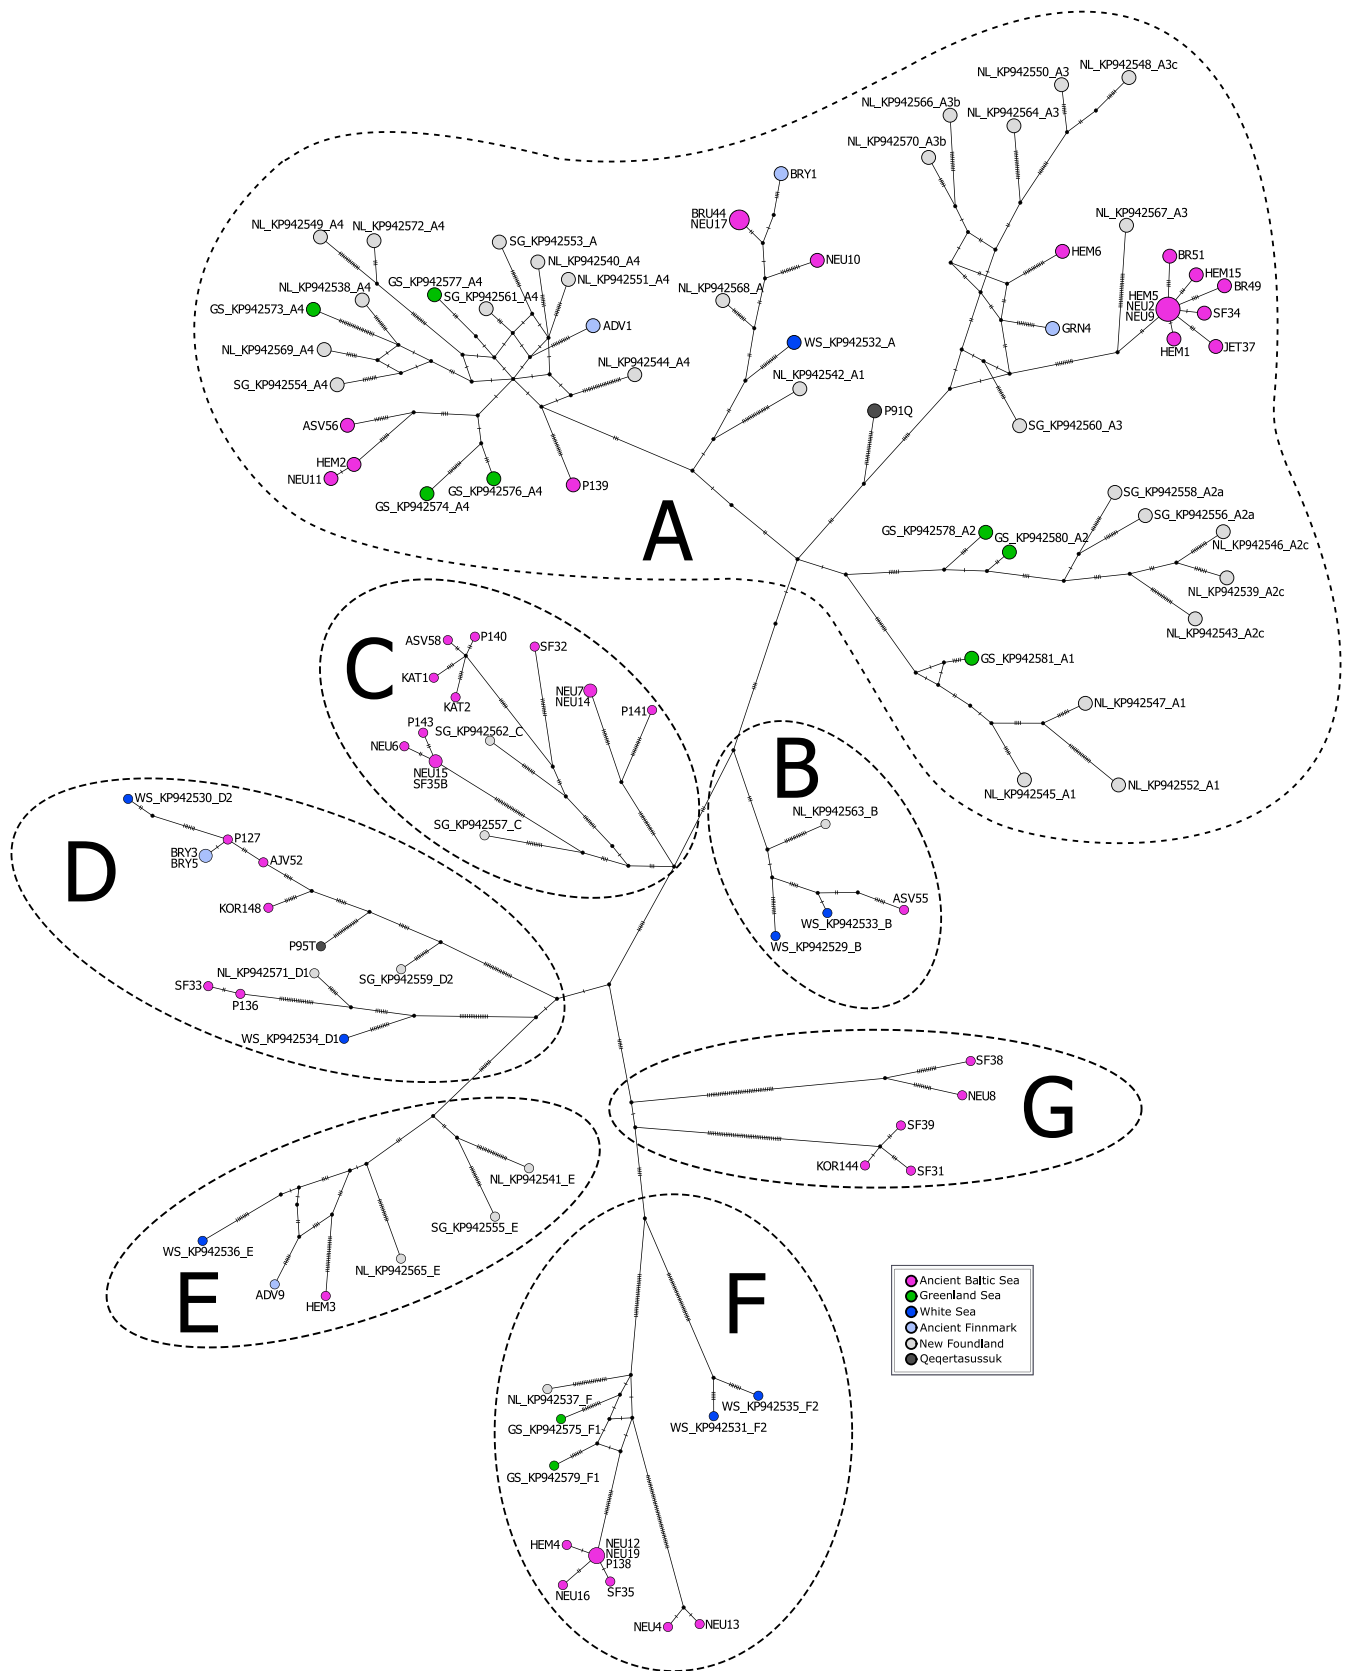 NL_KP942550_A3
NL_KP942548_A3c
NL_KP942566_A3b
NL_KP942564_A3
NL_KP942570_A3b
BRY1
BRU44
NEU17
NL_KP942567_A3
NL_KP942549_A4
NL_KP942572_A4
SG_KP942553_A
NL_KP942540_A4
NL_KP942551_A4
HEM6
BR51
HEM15
BR49
NEU10
GS_KP942577_A4
SG_KP942561_A4
NL_KP942538_A4
NL_KP942568_A
HEM5
NEU2
NEU9
GS_KP942573_A4
SF34
ADV1
GRN4
WS_KP942532_A
HEM1
JET37
NL_KP942569_A4
NL_KP942544_A4
NL_KP942542_A1
SG_KP942554_A4
P91Q
SG_KP942560_A3
ASV56
HEM2
NEU11
GS_KP942576_A4
GS_KP942574_A4
P139
A
SG_KP942558_A2a
SG_KP942556_A2a
GS_KP942578_A2
GS_KP942580_A2
NL_KP942546_A2c
NL_KP942539_A2c
NL_KP942543_A2c
GS_KP942581_A1
NL_KP942547_A1
NL_KP942545_A1
NL_KP942552_A1
C
ASV58
P140
SF32
KAT1
KAT2
NEU7
NEU14
P141
P143
SG_KP942562_C
NEU6
NEU15
SF35B
SG_KP942557_C
B
NL_KP942563_B
ASV55
WS_KP942533_B
WS_KP942529_B
D
WS_KP942530_D2
P127
BRY3
BRY5
AJV52
KOR148
P95T
SG_KP942559_D2
NL_KP942571_D1
SF33
P136
WS_KP942534_D1
G
SF38
NEU8
SF39
KOR144
SF31
E
NL_KP942541_E
SG_KP942555_E
WS_KP942536_E
NL_KP942565_E
ADV9
HEM3
F
NL_KP942537_F
WS_KP942535_F2
WS_KP942531_F2
GS_KP942575_F1
GS_KP942579_F1
HEM4
NEU12
NEU19
P138
NEU16
SF35
NEU4
NEU13
Ancient Baltic Sea
Greenland Sea
White Sea
Ancient Finnmark
New Foundland
Qeqertasussuk